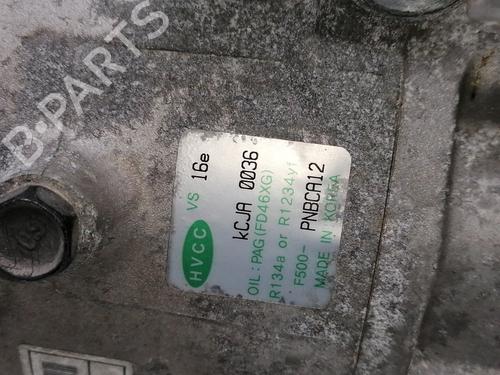 B-PARTS
HVCC
VS 16e
kCJA 0036
OIL: PAG(FD46XG)
R134a or R1234yf
F500- PNBCA12
MADE IN KOREA